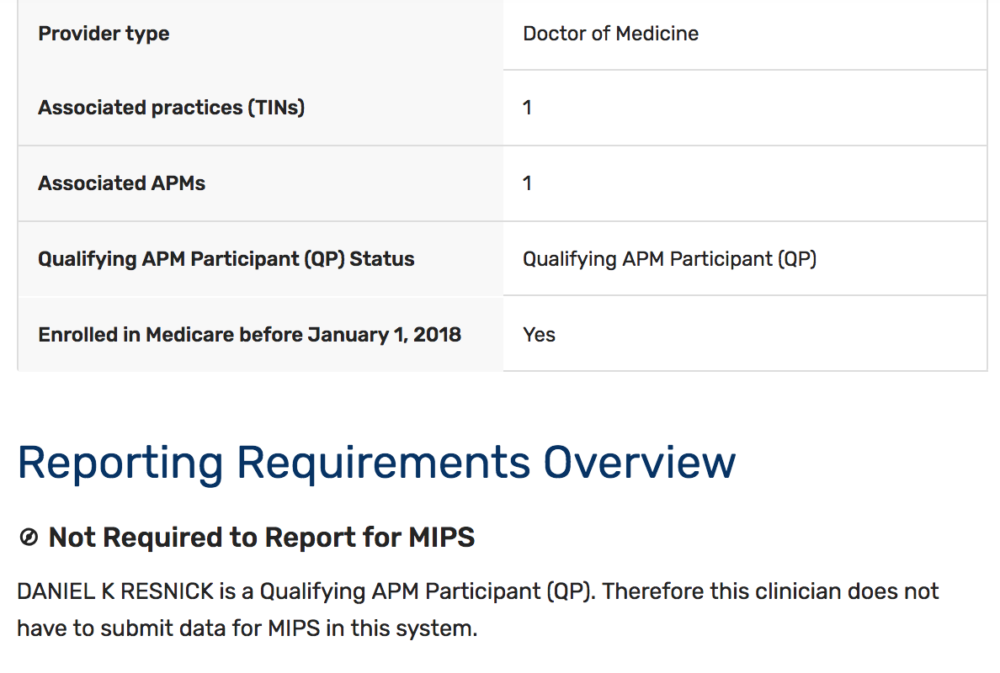 Provider type
Doctor of Medicine
Associated practices (TINs)
1
Associated APMs
1
Qualifying APM Participant (QP) Status
Qualifying APM Participant (QP)
Enrolled in Medicare before January 1, 2018
Yes
Reporting Requirements Overview
Not Required to Report for MIPS
DANIEL K RESNICK is a Qualifying APM Participant (QP). Therefore this clinician does not
have to submit data for MIPS in this system.